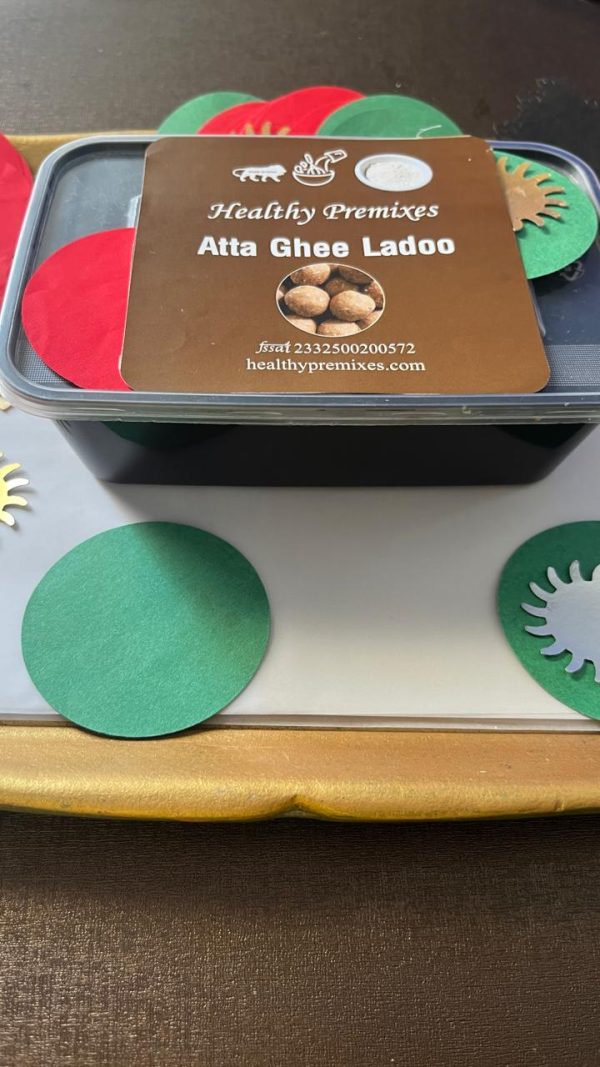 Healthy Premixes
Atta Ghee Ladoo
fssai 2332500200572
healthypremixes.com